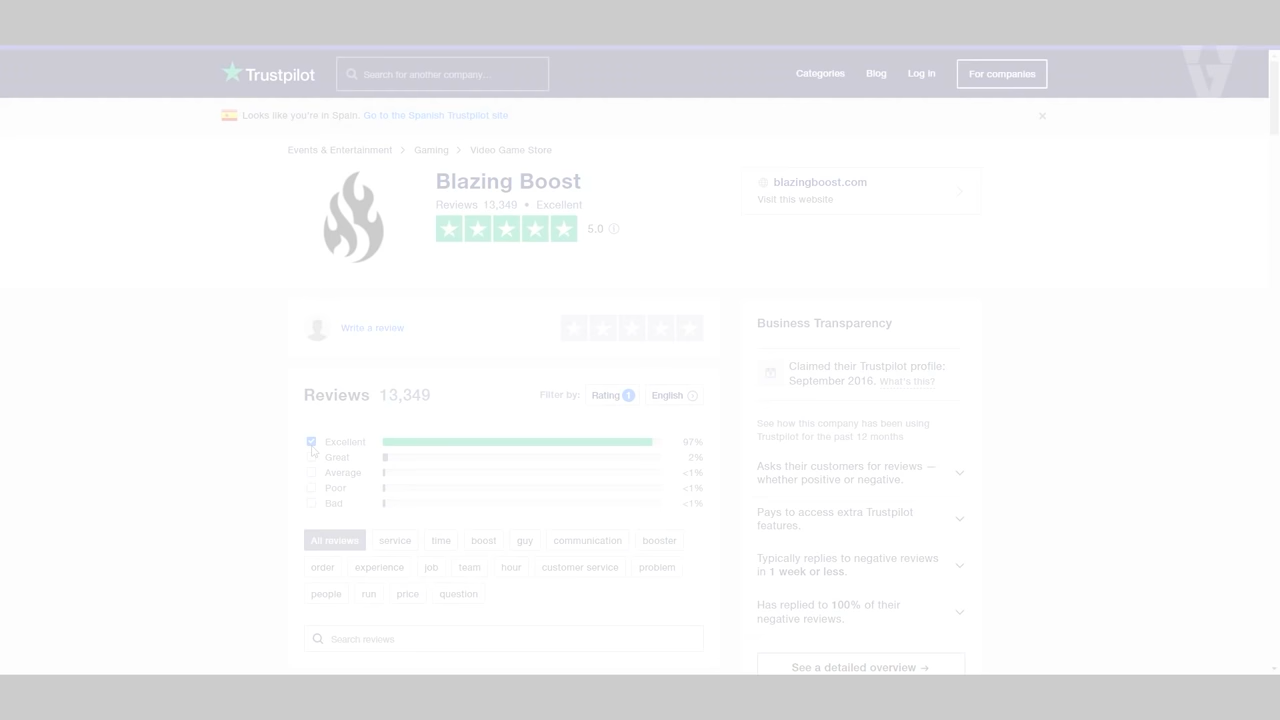 Trustpilot
Search for another company...
Categories
Blog
Log in
For companies
Looks like you're in Spain. Go to the Spanish Trustpilot site
Events & Entertainment
Gaming
Video Game Store
Blazing Boost
Reviews 13,349 • Excellent
5.0
blazingboost.com
Visit this website
Write a review
Reviews 13,349
Filter by:
Rating 1
English
Excellent 97%
Great 2%
Average <1%
Poor <1%
Bad <1%
All reviews
service
time
boost
guy
communication
booster
order
experience
job
team
hour
customer service
problem
people
run
price
question
Search reviews
Business Transparency
Claimed their Trustpilot profile:
September 2016. What's this?
See how this company has been using
Trustpilot for the past 12 months
Asks their customers for reviews —
whether positive or negative.
Pays to access extra Trustpilot
features.
Typically replies to negative reviews
in 1 week or less.
Has replied to 100% of their
negative reviews.
See a detailed overview →